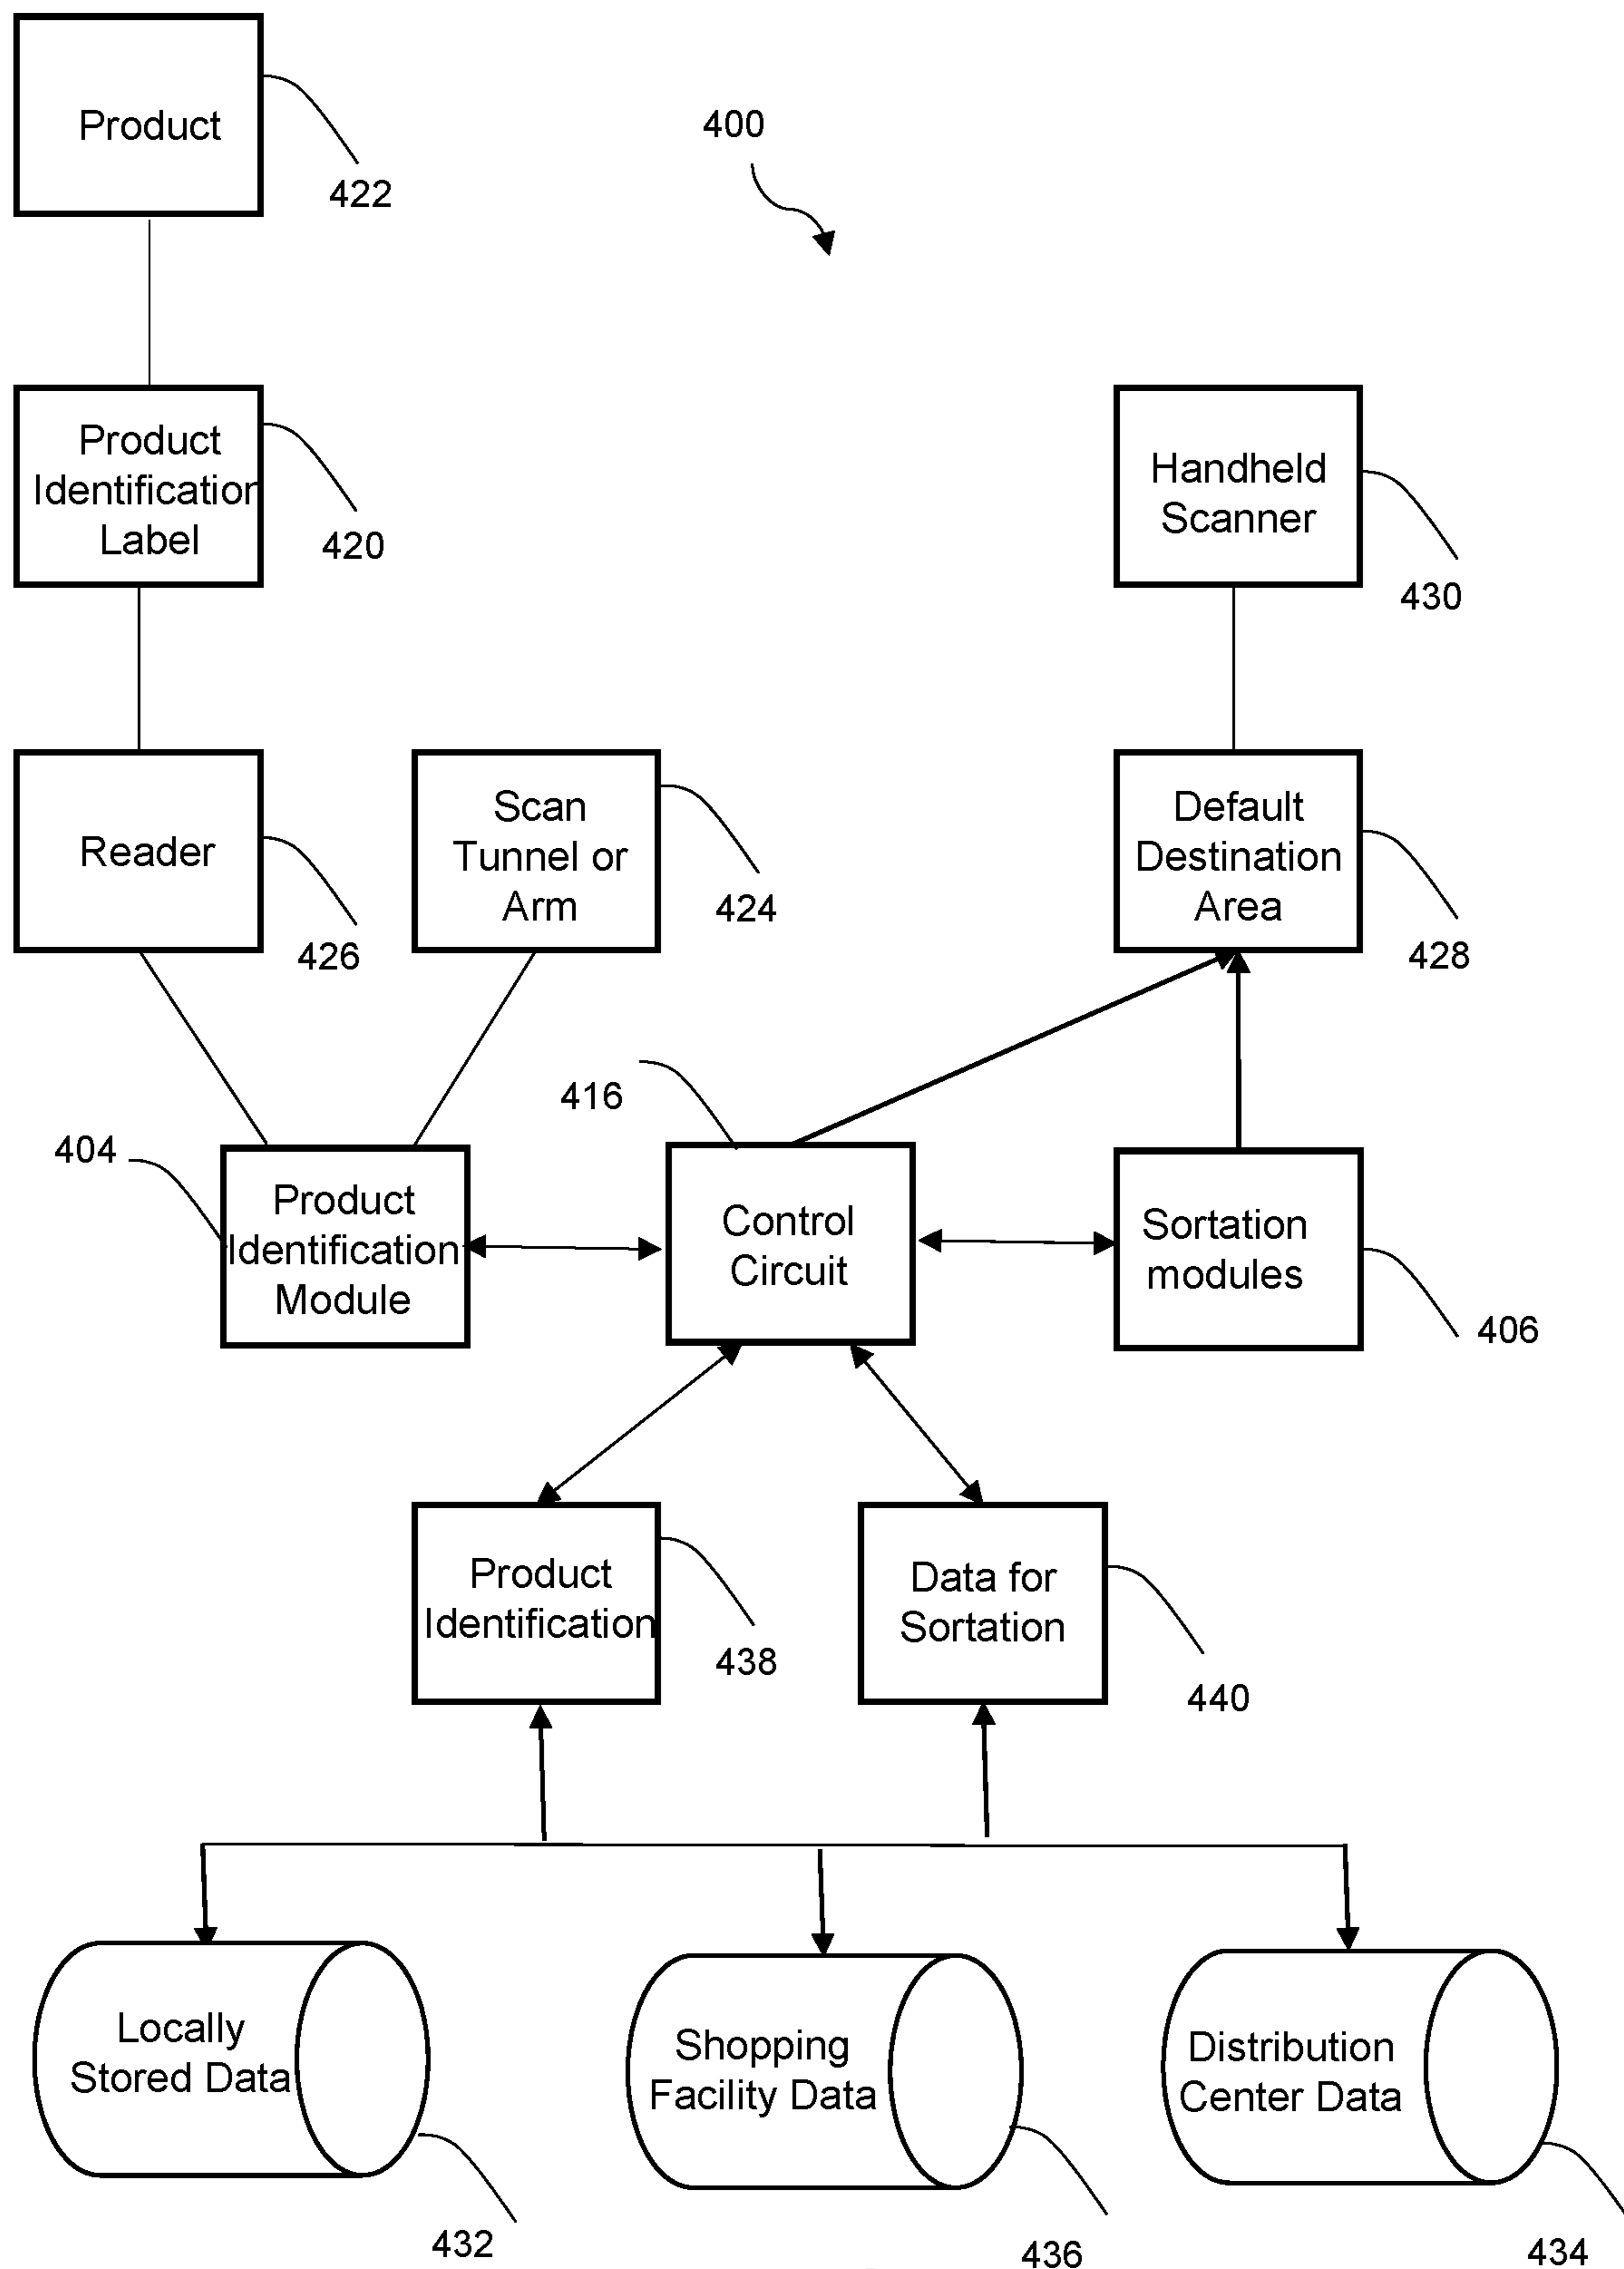 Product
422
400
Product
Identification
Label
420
Handheld
Scanner
430
Reader
426
Scan
Tunnel or
Arm
424
Default
Destination
Area
428
416
404
Product
Identification
Module
Control
Circuit
Sortation
modules
406
Product
Identification
438
Data for
Sortation
440
Locally
Stored Data
432
Shopping
Facility Data
436
Distribution
Center Data
434